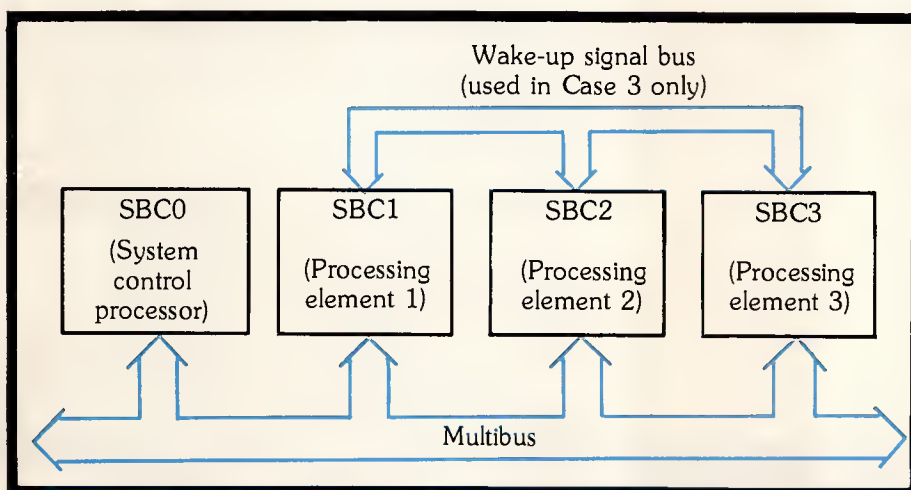 Wake-up signal bus
(used in Case 3 only)
SBC0
(System
control
processor)
SBC1
(Processing
element 1)
SBC2
(Processing
element 2)
SBC3
(Processing
element 3)
Multibus